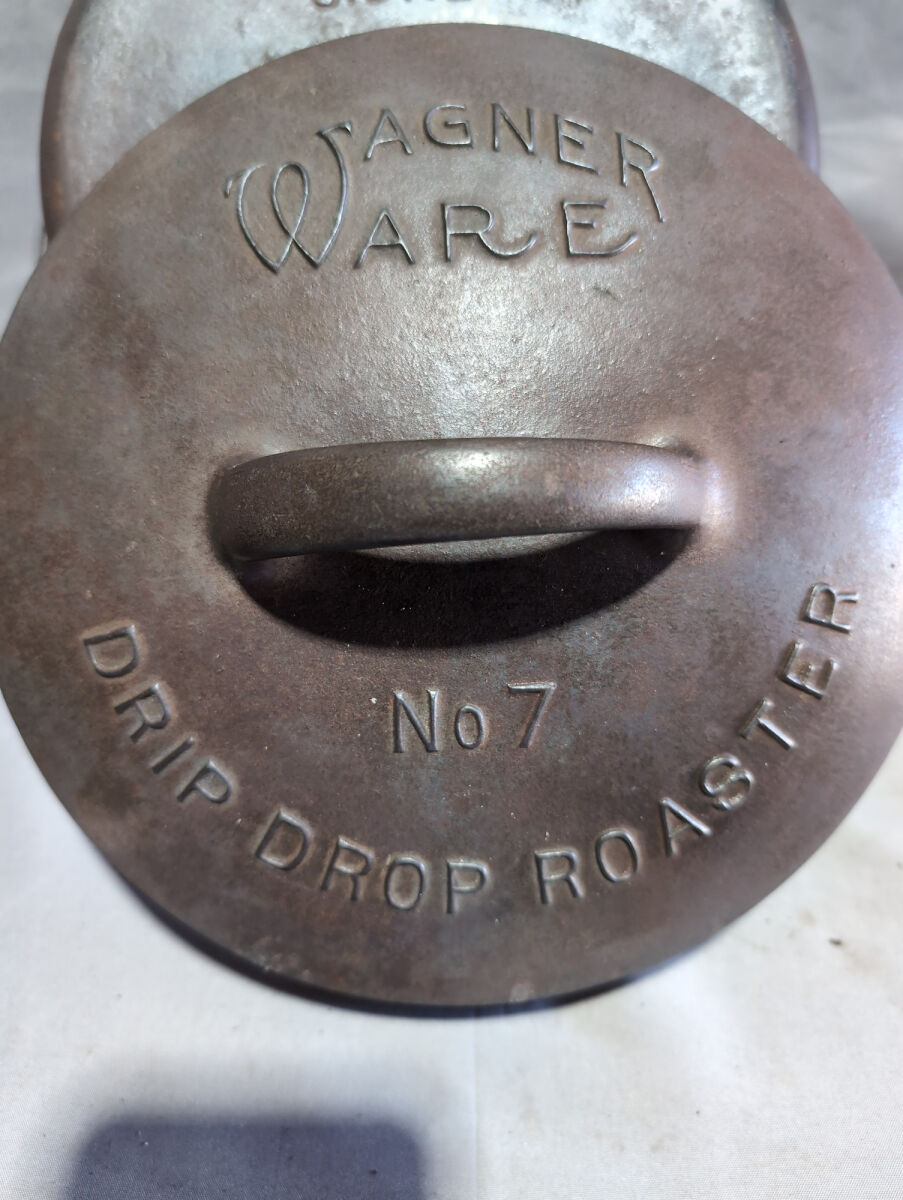 WAGNER
WARE
No 7
DRIP DROP ROASTER